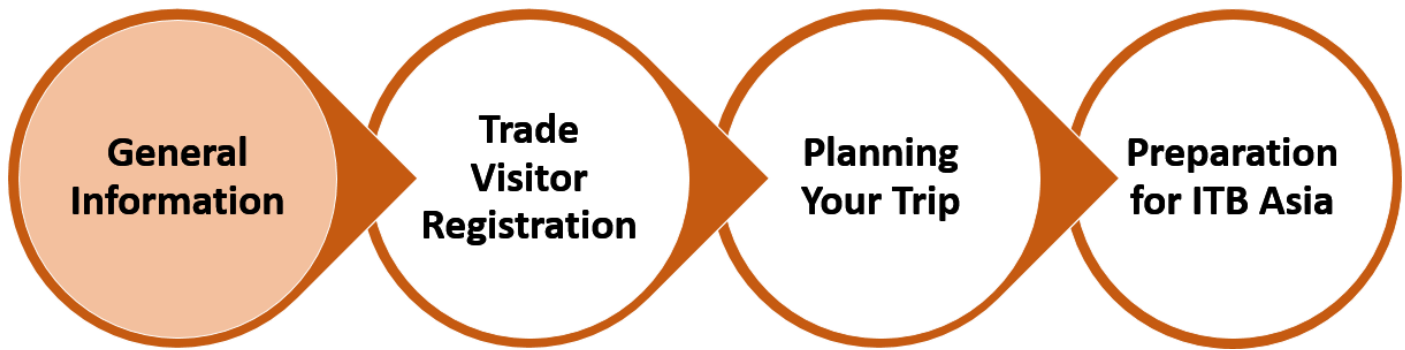 General
Information
Trade
Visitor
Registration
Planning
Your Trip
Preparation
for ITB Asia